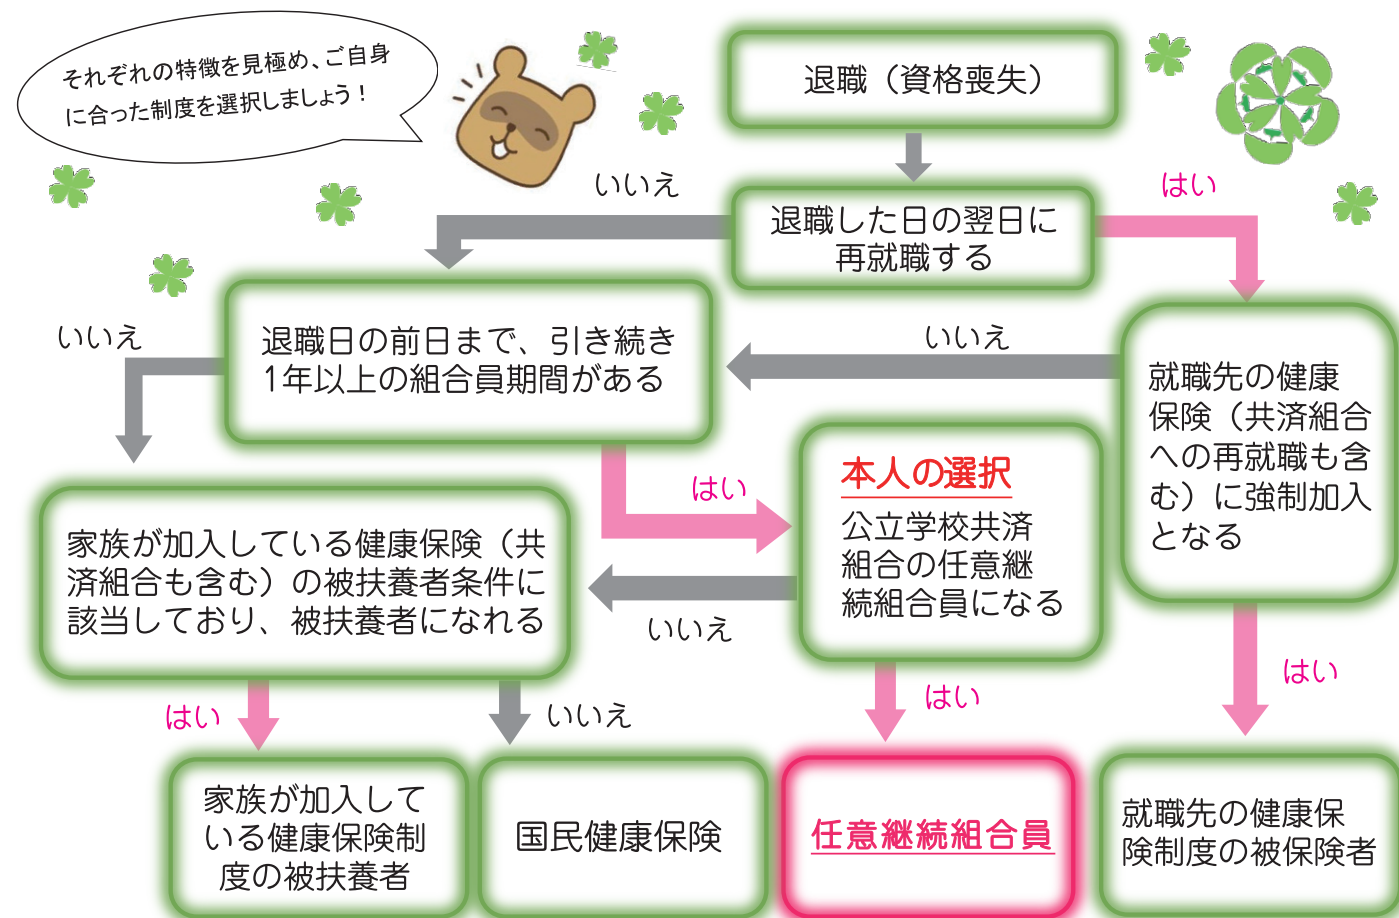 それぞれの特徴を見極め、ご自身
に合った制度を選択しましょう！
退職（資格喪失）
いいえ
はい
退職した日の翌日に
再就職する
いいえ
退職日の前日まで、引き続き
1年以上の組合員期間がある
いいえ
就職先の健康
保険（共済組合
への再就職も含
む）に強制加入
となる
はい
本人の選択
公立学校共済
組合の任意継
続組合員になる
家族が加入している健康保険（共
済組合も含む）の被扶養者条件に
該当しており、被扶養者になれる
いいえ
はい
いいえ
はい
はい
家族が加入して
いる健康保険制
度の被扶養者
国民健康保険
任意継続組合員
就職先の健康保
険制度の被保険者